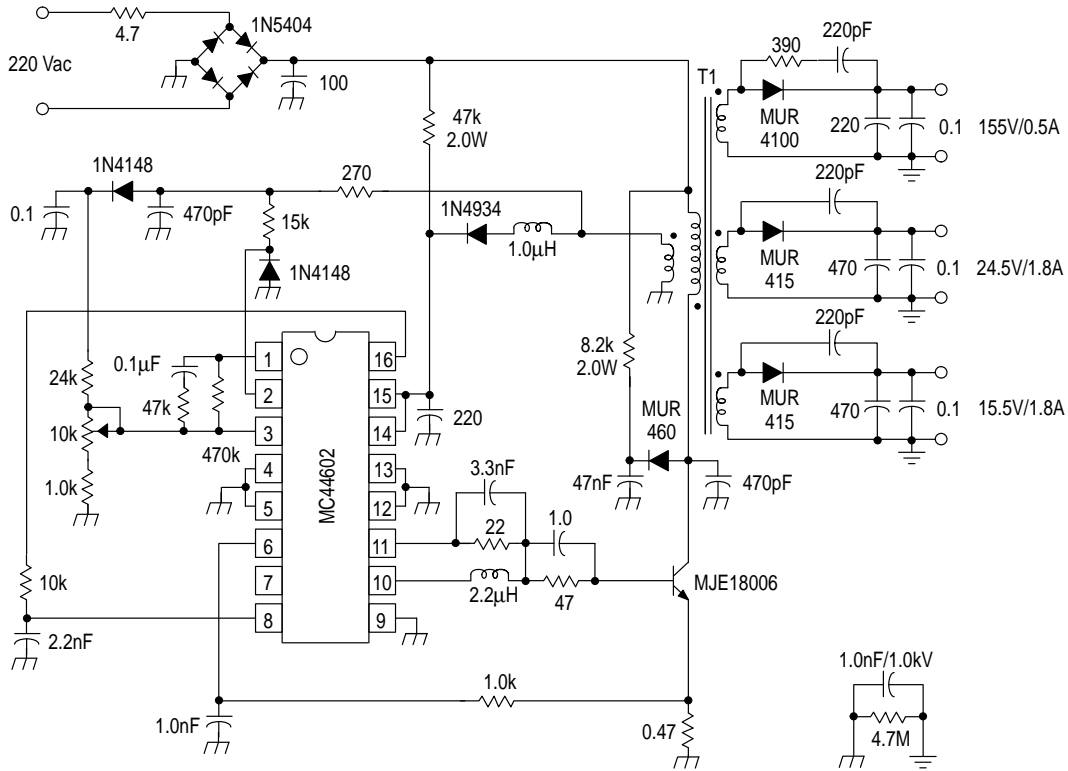 4.7
1N5404
220 Vac
100
47k
2.0W
T1
390
220pF
MUR
4100
220
0.1
155V/0.5A
1N4148
0.1
470pF
270
15k
1N4148
1N4934
1.0µH
220pF
MUR
415
470
0.1
24.5V/1.8A
220pF
MUR
415
470
0.1
15.5V/1.8A
8.2k
2.0W
MUR
460
47nF
470pF
24k
10k
1.0k
0.1µF
47k
470k
1
2
3
4
5
6
7
8
MC44602
16
15
14
13
12
11
10
9
220
3.3nF
22
1.0
2.2µH
47
MJE18006
10k
2.2nF
1.0nF
1.0k
0.47
1.0nF/1.0kV
4.7M